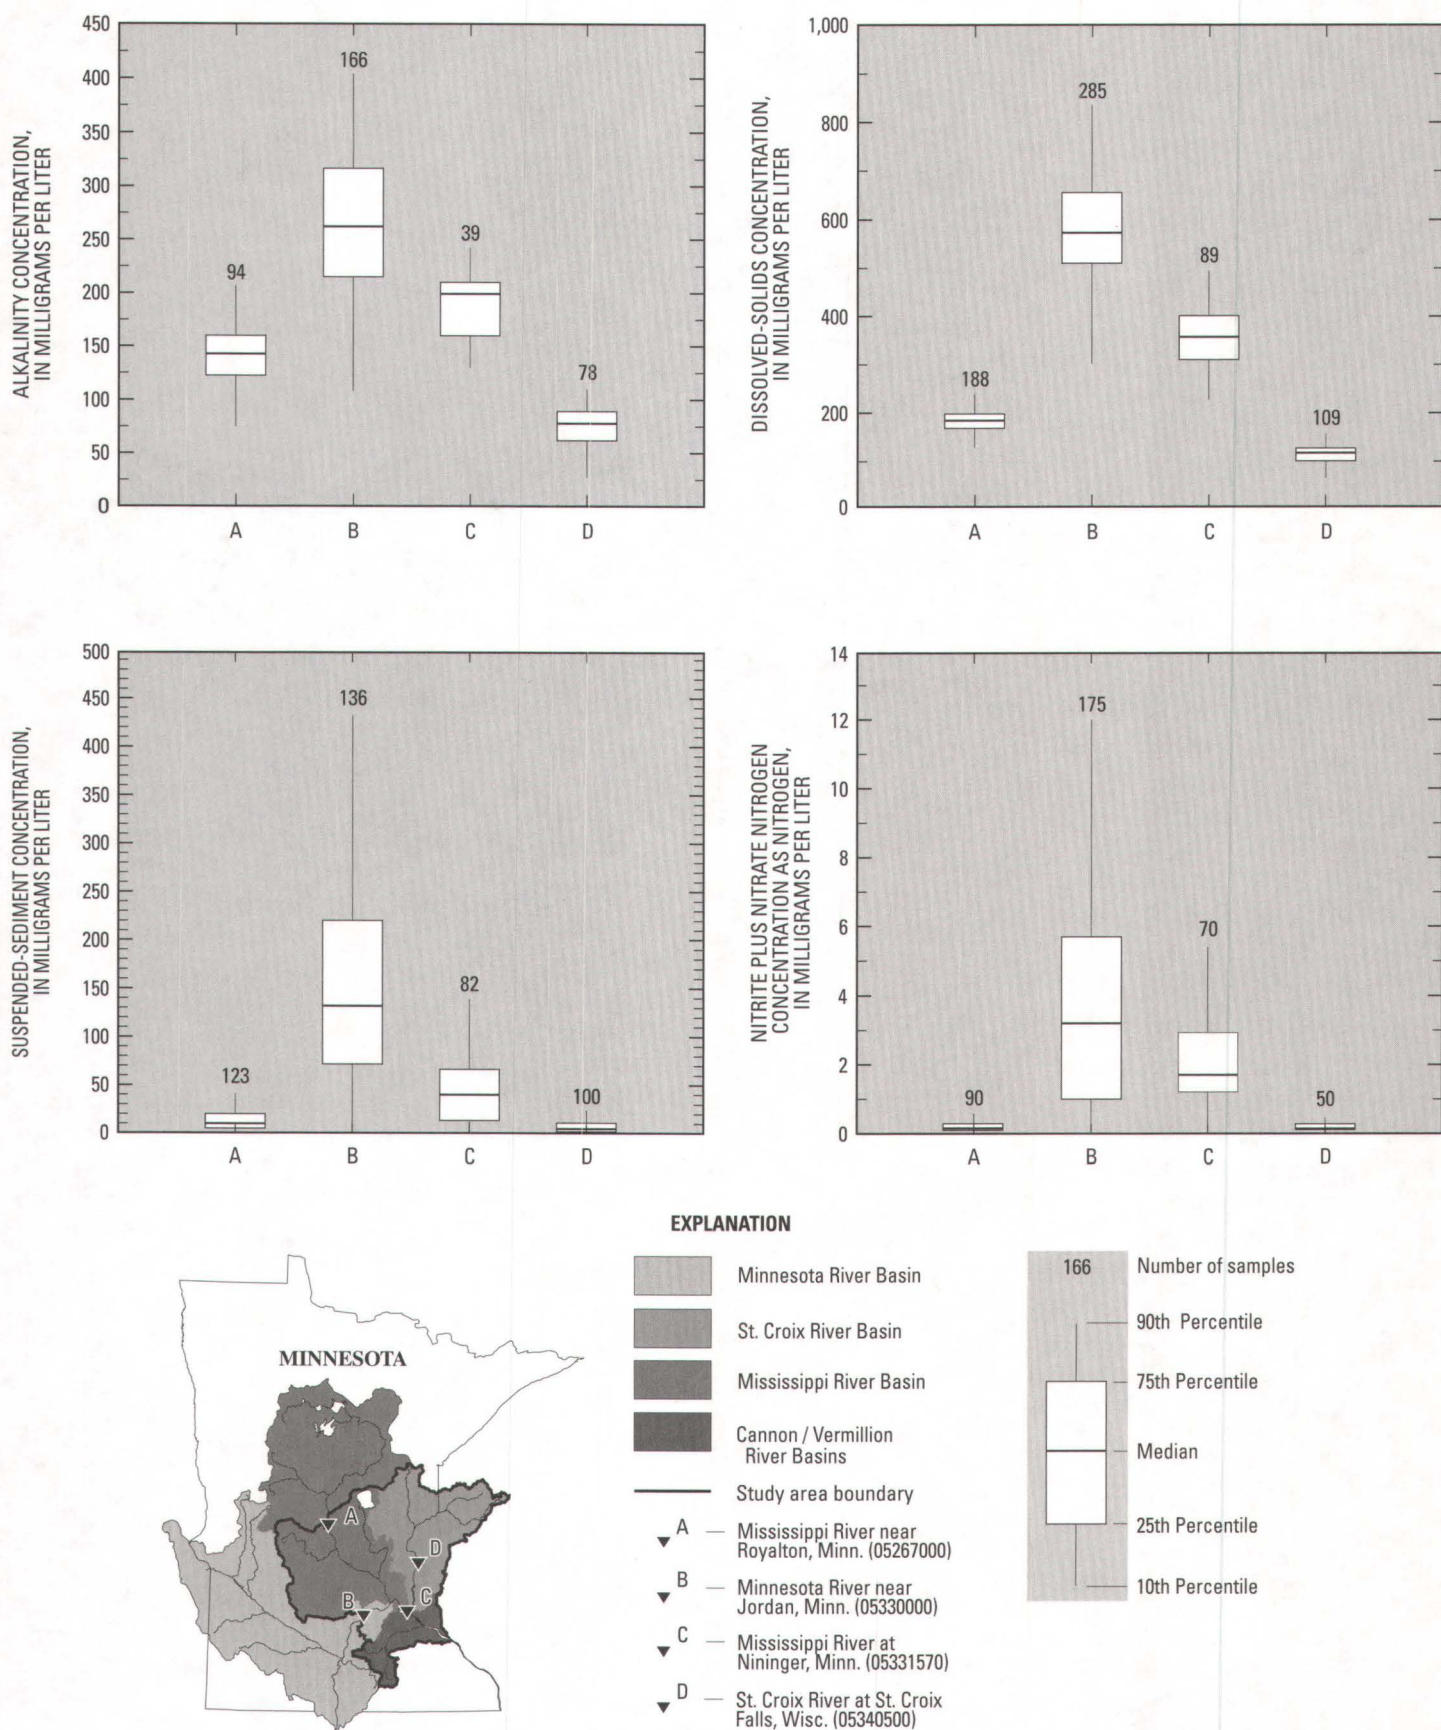 ALKALINITY CONCENTRATION,
IN MILLIGRAMS PER LITER
450
400
350
300
250
200
150
100
50
0
94
166
39
78
A
B
C
D
DISSOLVED-SOLIDS CONCENTRATION,
IN MILLIGRAMS PER LITER
1,000
800
600
400
200
0
188
285
89
109
A
B
C
D
SUSPENDED-SEDIMENT CONCENTRATION,
IN MILLIGRAMS PER LITER
500
450
400
350
300
250
200
150
100
50
0
123
136
82
100
A
B
C
D
NITRITE PLUS NITRATE NITROGEN
CONCENTRATION AS NITROGEN,
IN MILLIGRAMS PER LITER
14
12
10
8
6
4
2
0
90
175
70
50
A
B
C
D
MINNESOTA
A
D
B
C
EXPLANATION
Minnesota River Basin
St. Croix River Basin
Mississippi River Basin
Cannon / Vermillion
River Basins
Study area boundary
A
Mississippi River near
Royalton, Minn. (05267000)
B
Minnesota River near
Jordan, Minn. (05330000)
C
Mississippi River at
Nininger, Minn. (05331570)
D
St. Croix River at St. Croix
Falls, Wisc. (05340500)
166
Number of samples
90th Percentile
75th Percentile
Median
25th Percentile
10th Percentile